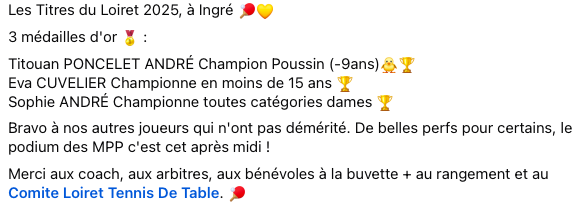 Les Titres du Loiret 2025, à Ingré 🏓💛
3 médailles d'or 🥇 :
Titouan PONCELET ANDRÉ Champion Poussin (-9ans)🐥🏆
Eva CUVELIER Championne en moins de 15 ans 🏆
Sophie ANDRÉ Championne toutes catégories dames 🏆
Bravo à nos autres joueurs qui n'ont pas démérité. De belles perfs pour certains, le
podium des MPP c'est cet après midi !
Merci aux coach, aux arbitres, aux bénévoles à la buvette + au rangement et au
Comite Loiret Tennis De Table. 🏓